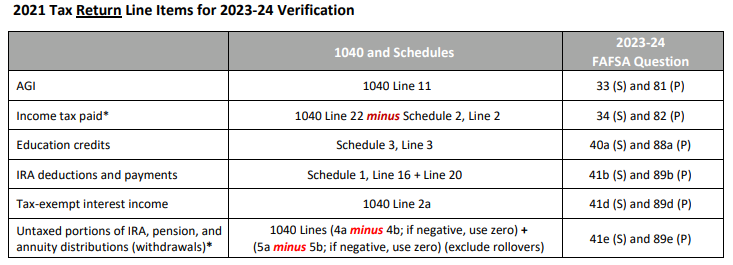 2021 Tax Return Line Items for 2023-24 Verification
1040 and Schedules
2023-24
FAFSA Question
AGI
1040 Line 11
33 (S) and 81 (P)
Income tax paid*
1040 Line 22 minus Schedule 2, Line 2
34 (S) and 82 (P)
Education credits
Schedule 3, Line 3
40a (S) and 88a (P)
IRA deductions and payments
Schedule 1, Line 16 + Line 20
41b (S) and 89b (P)
Tax-exempt interest income
1040 Line 2a
41d (S) and 89d (P)
Untaxed portions of IRA, pension, and
annuity distributions (withdrawals)*
1040 Lines (4a minus 4b; if negative, use zero) +
(5a minus 5b; if negative, use zero) (exclude rollovers)
41e (S) and 89e (P)